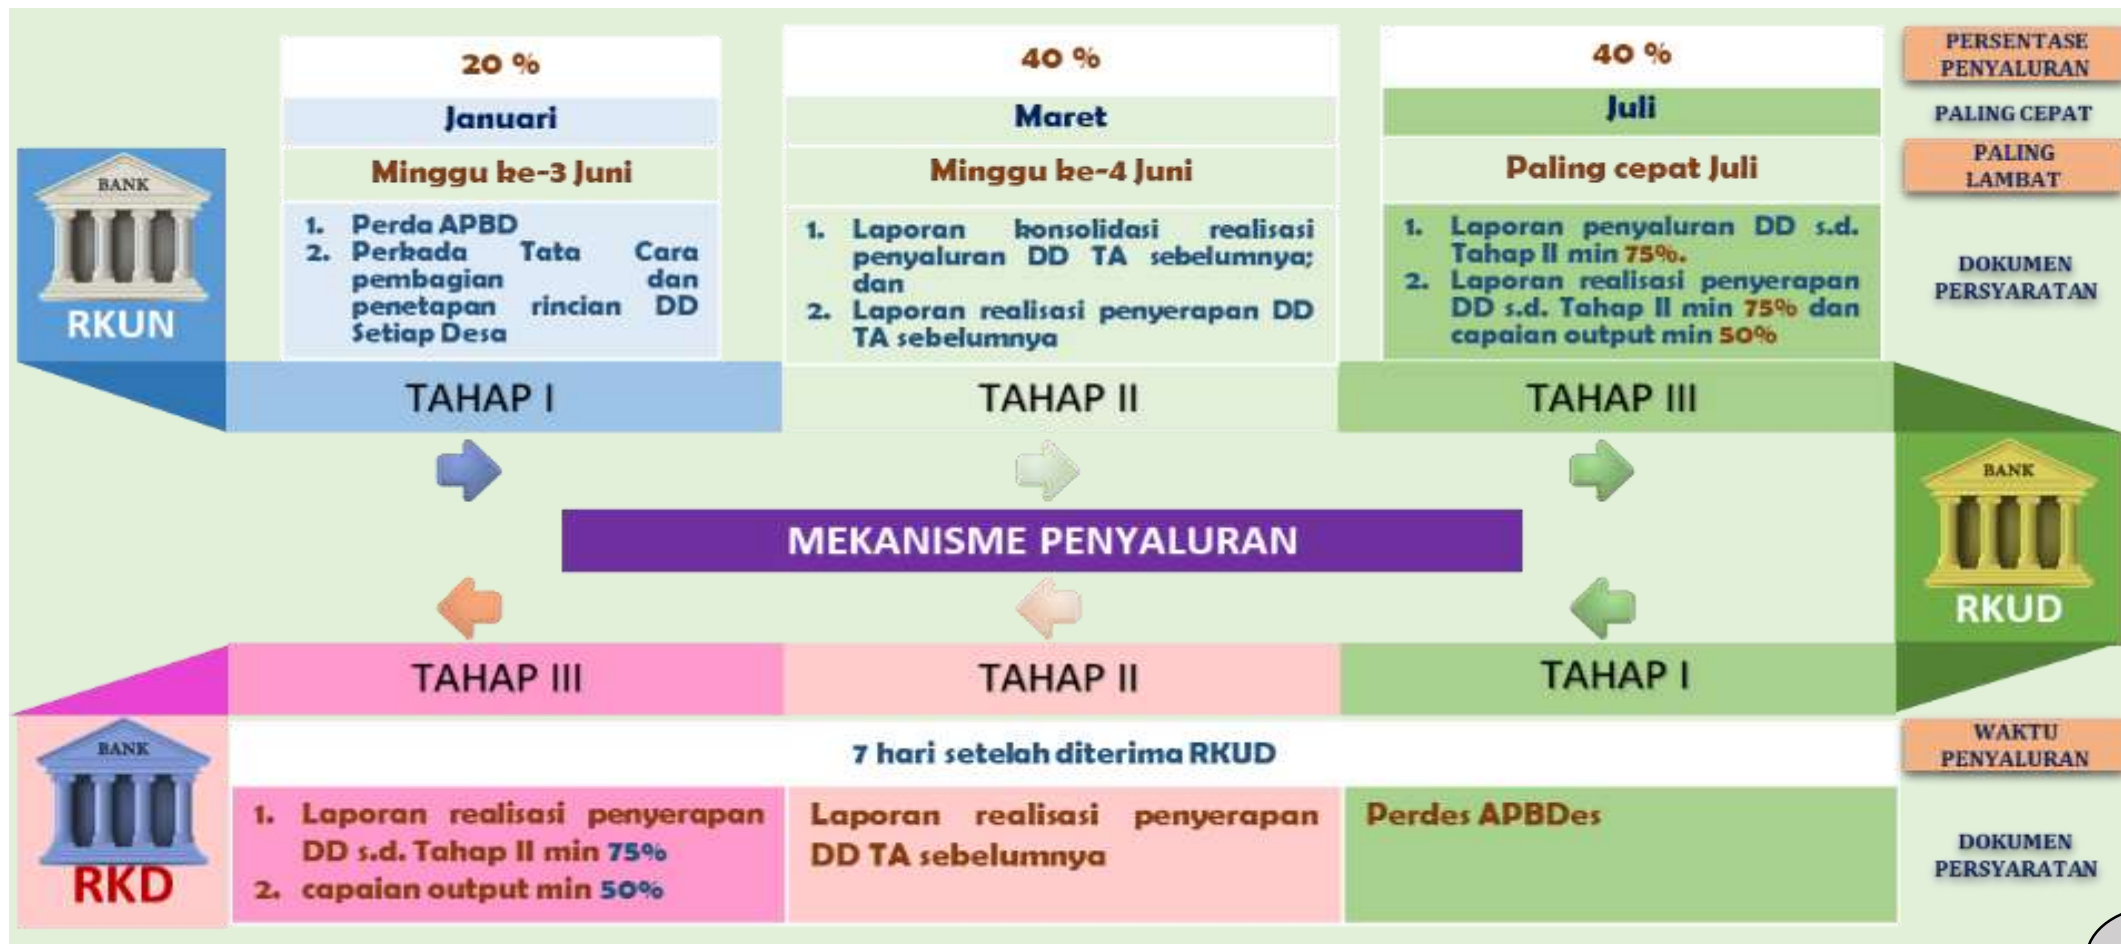 20 %
40 %
40 %
PERSENTASE
PENYALURAN
Januari
Maret
Juli
PALING CEPAT
Minggu ke-3 Juni
Minggu ke-4 Juni
Paling cepat Juli
PALING
LAMBAT
BANK
RKUN
1. Perda APBD
2. Perkada Tata Cara
pembagian dan
penetapan rincian DD
Setiap Desa
1. Laporan konsolidasi realisasi
penyaluran DD TA sebelumnya;
dan
2. Laporan realisasi penyerapan DD
TA sebelumnya
1. Laporan penyaluran DD s.d.
Tahap II min 75%.
2. Laporan realisasi penyerapan
DD s.d. Tahap II min 75% dan
capaian output min 50%
DOKUMEN
PERSYARATAN
TAHAP I
TAHAP II
TAHAP III
MEKANISME PENYALURAN
BANK
RKUD
TAHAP III
TAHAP II
TAHAP I
BANK
RKD
7 hari setelah diterima RKUD
WAKTU
PENYALURAN
1. Laporan realisasi penyerapan
DD s.d. Tahap II min 75%
2. capaian output min 50%
Laporan realisasi penyerapan
DD TA sebelumnya
Perdes APBDes
DOKUMEN
PERSYARATAN